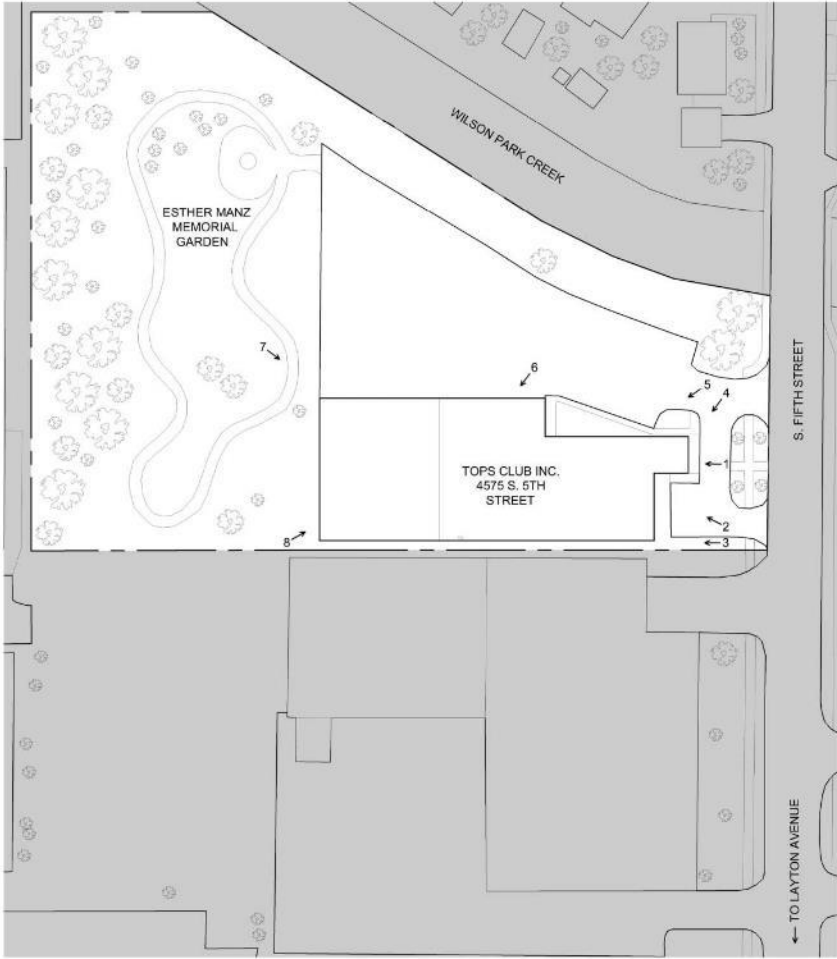 WILSON PARK CREEK
ESTHER MANZ
MEMORIAL
GARDEN
S. FIFTH STREET
7
6
5
4
TOPS CLUB INC.
4575 S. 5TH
STREET
1
2
3
8
← TO LAYTON AVENUE